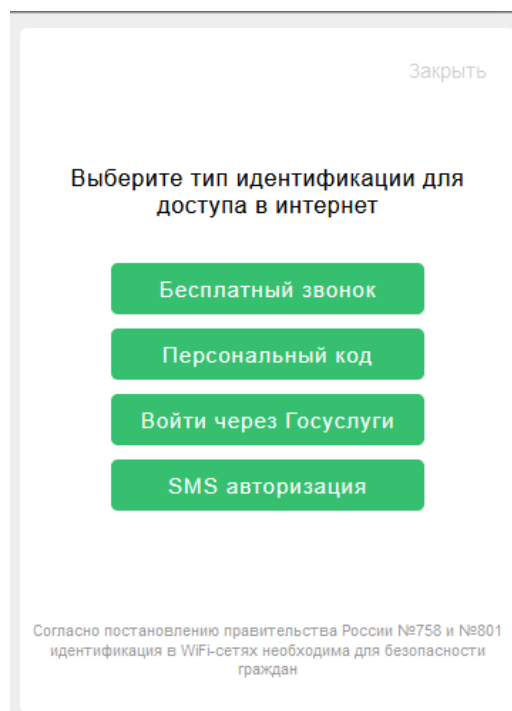 Закрыть
Выберите тип идентификации для
доступа в интернет
Бесплатный звонок
Персональный код
Войти через Госуслуги
SMS авторизация
Согласно постановлению правительства России №758 и №801
идентификация в WiFi-сетях необходима для безопасности
граждан